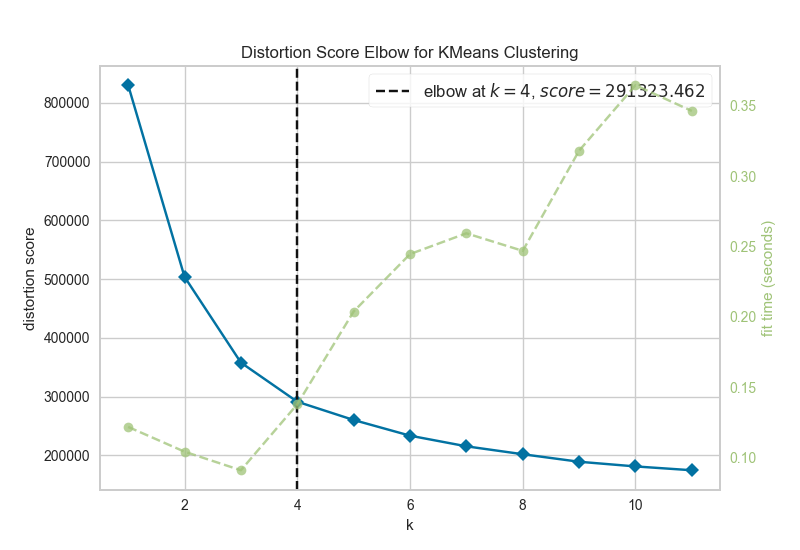 Distortion Score Elbow for KMeans Clustering
elbow at k = 4, score = 291323.462
distortion score
800000
700000
600000
500000
400000
300000
200000
0.35
0.30
0.25
0.20
0.15
0.10
fit time (seconds)
2 4 6 8 10
k